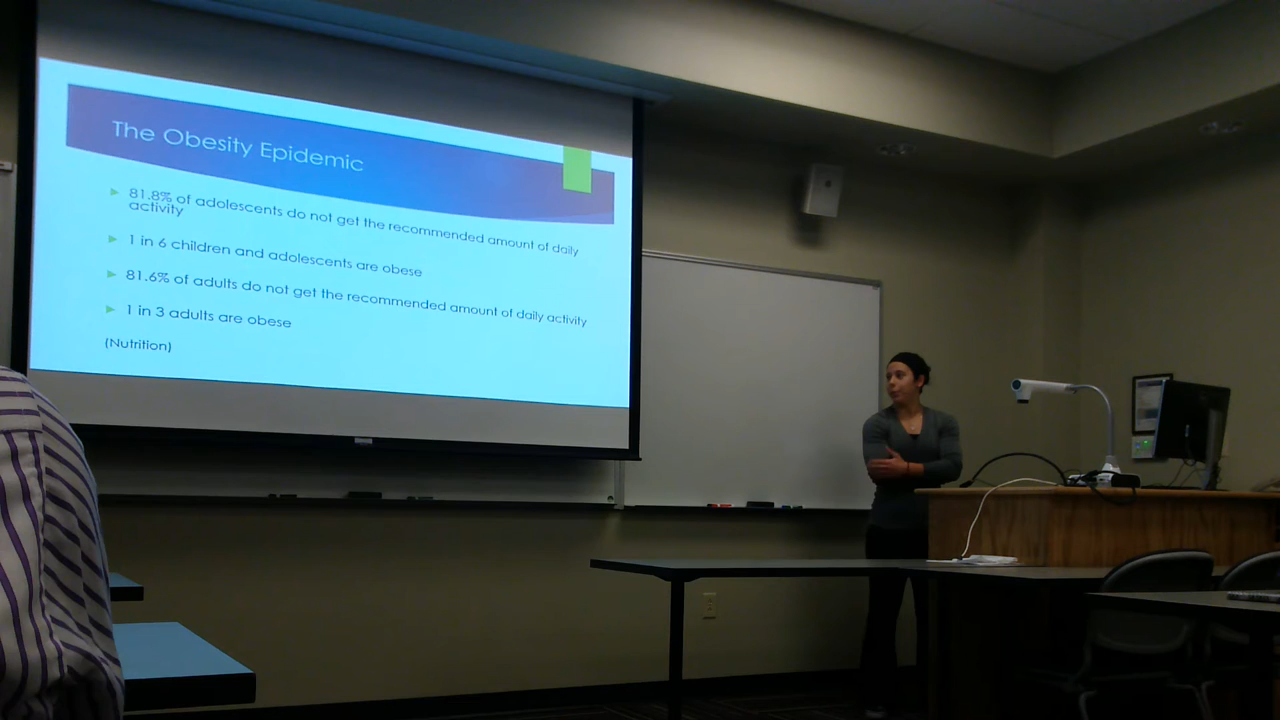 The Obesity Epidemic
81.8% of adolescents do not get the recommended amount of daily
activity
1 in 6 children and adolescents are obese
81.6% of adults do not get the recommended amount of daily activity
1 in 3 adults are obese
(Nutrition)